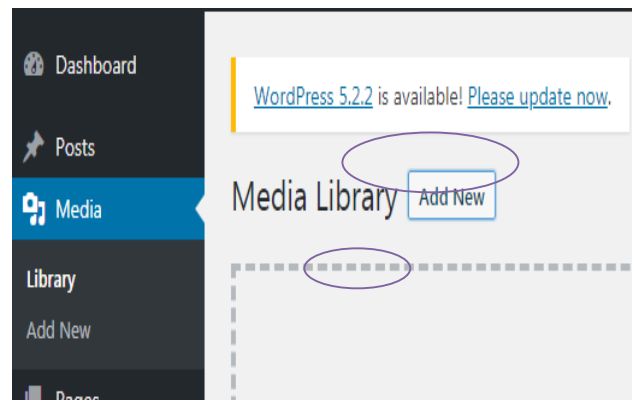 Dashboard
WordPress 5.2.2 is available! Please update now.
Posts
Media
Media Library
Add New
Library
Add New
Pages